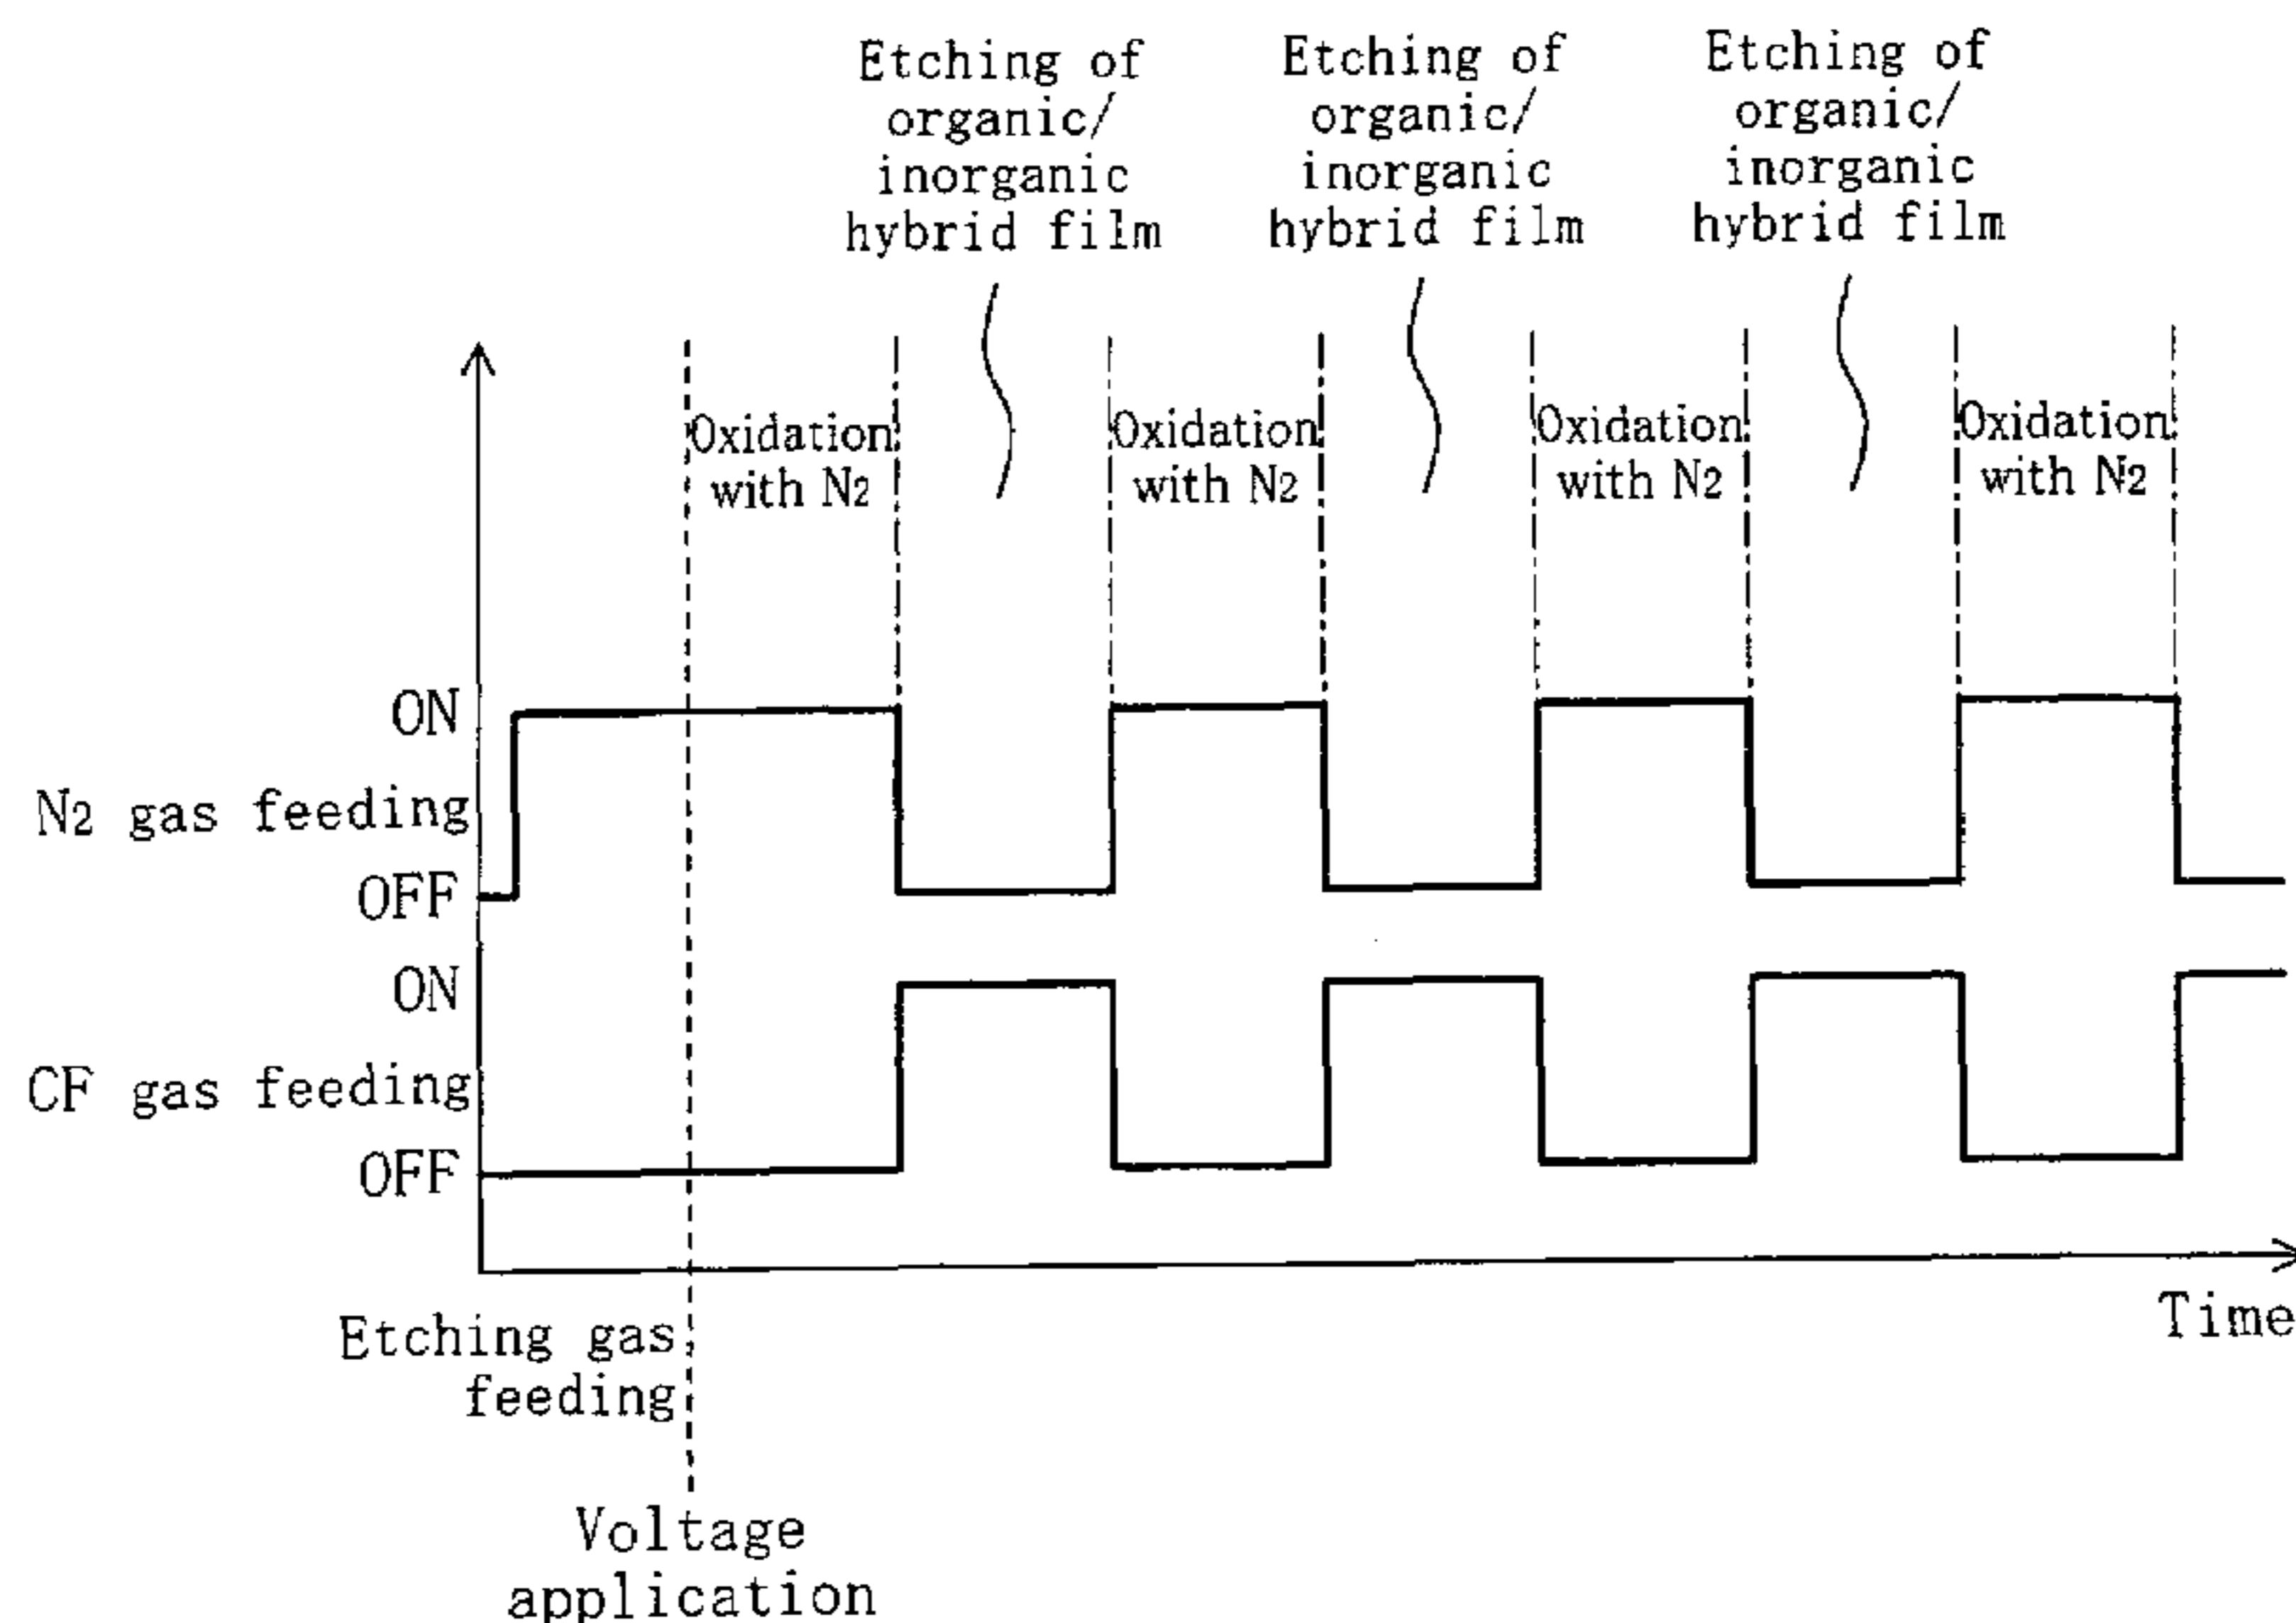 Etching of
organic/
inorganic
hybrid film
Etching of
organic/
inorganic
hybrid film
Etching of
organic/
inorganic
hybrid film
Oxidation
with N2
Oxidation
with N2
Oxidation
with N2
Oxidation
with N2
ON
N2 gas feeding
OFF
ON
CF gas feeding
OFF
Time
Etching gas
feeding
Voltage
application